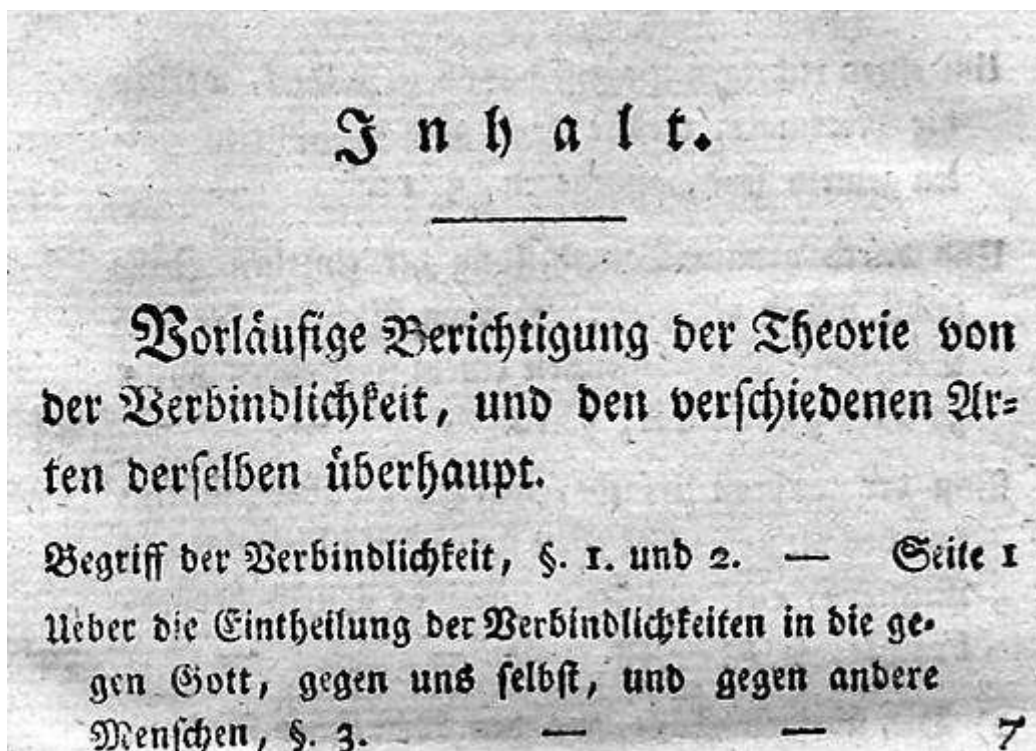 Inhalt.
Vorläufige Berichtigung der Theorie von
der Verbindlichkeit, und den verschiedenen Ar⸗
ten derselben überhaupt.
Begriff der Verbindlichkeit, §. 1. und 2. — Seite 1
Ueber die Eintheilung der Verbindlichkeiten in die ge⸗
gen Gott, gegen uns selbst, und gegen andere
Menschen, §. 3. — — 7